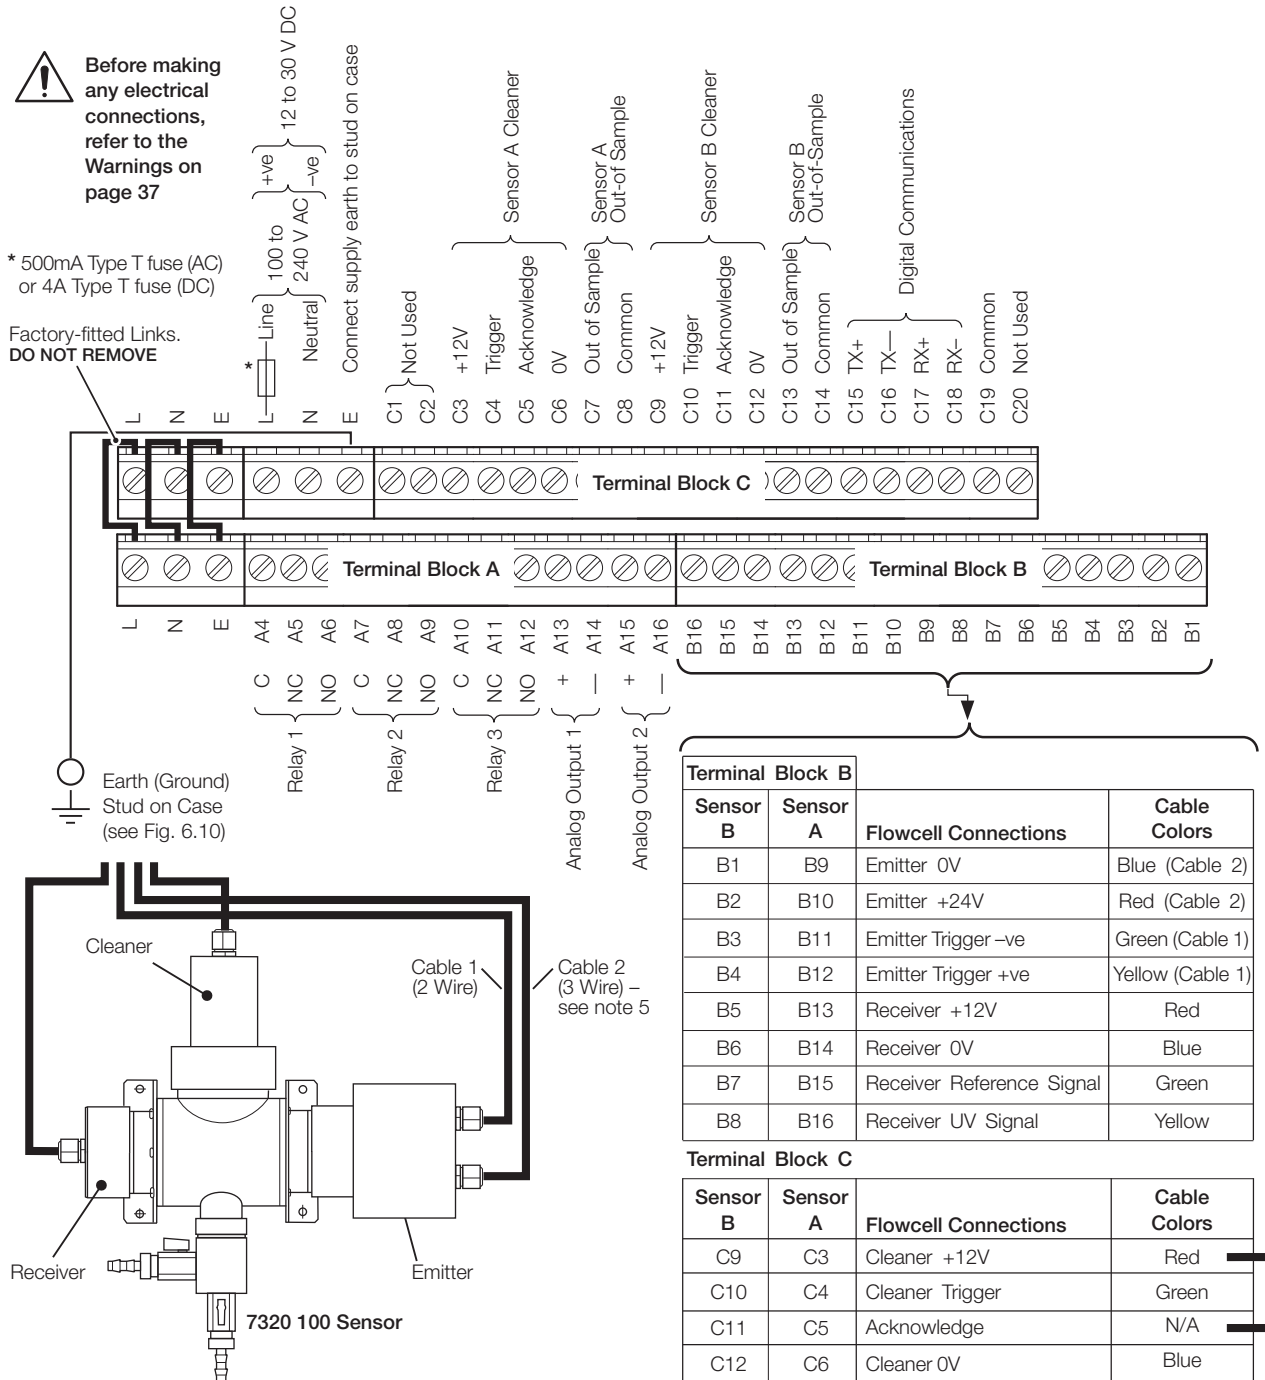 Before making
any electrical
connections,
refer to the
Warnings on
page 37
* 500mA Type T fuse (AC)
or 4A Type T fuse (DC)
Factory-fitted Links.
DO NOT REMOVE
12 to 30 V DC
+ve
–ve
100 to
240 V AC
*
Line
Neutral
Connect supply earth to stud on case
Not Used
Sensor A Cleaner
+12V
Trigger
Acknowledge
0V
Sensor A
Out-of Sample
Out of Sample
Common
Sensor B Cleaner
+12V
Trigger
Acknowledge
0V
Sensor B
Out-of-Sample
Out of Sample
Common
Digital Communications
TX+
TX—
RX+
RX–
Common
Not Used
L N E L N E C1 C2 C3 C4 C5 C6 C7 C8 C9 C10 C11 C12 C13 C14 C15 C16 C17 C18 C19 C20
Terminal Block C
Terminal Block A
Terminal Block B
L N E A4 A5 A6 A7 A8 A9 A10 A11 A12 A13 A14 A15 A16 B16 B15 B14 B13 B12 B11 B10 B9 B8 B7 B6 B5 B4 B3 B2 B1
C NC NO C NC NO C NC NO + — + —
Relay 1
Relay 2
Relay 3
Analog Output 1
Analog Output 2
Earth (Ground)
Stud on Case
(see Fig. 6.10)
Cleaner
Cable 1
(2 Wire)
Cable 2
(3 Wire) –
see note 5
Receiver
Emitter
7320 100 Sensor
Terminal Block B
Sensor B Sensor A Flowcell Connections Cable Colors
B1 B9 Emitter 0V Blue (Cable 2)
B2 B10 Emitter +24V Red (Cable 2)
B3 B11 Emitter Trigger –ve Green (Cable 1)
B4 B12 Emitter Trigger +ve Yellow (Cable 1)
B5 B13 Receiver +12V Red
B6 B14 Receiver 0V Blue
B7 B15 Receiver Reference Signal Green
B8 B16 Receiver UV Signal Yellow
Terminal Block C
Sensor B Sensor A Flowcell Connections Cable Colors
C9 C3 Cleaner +12V Red
C10 C4 Cleaner Trigger Green
C11 C5 Acknowledge N/A
C12 C6 Cleaner 0V Blue